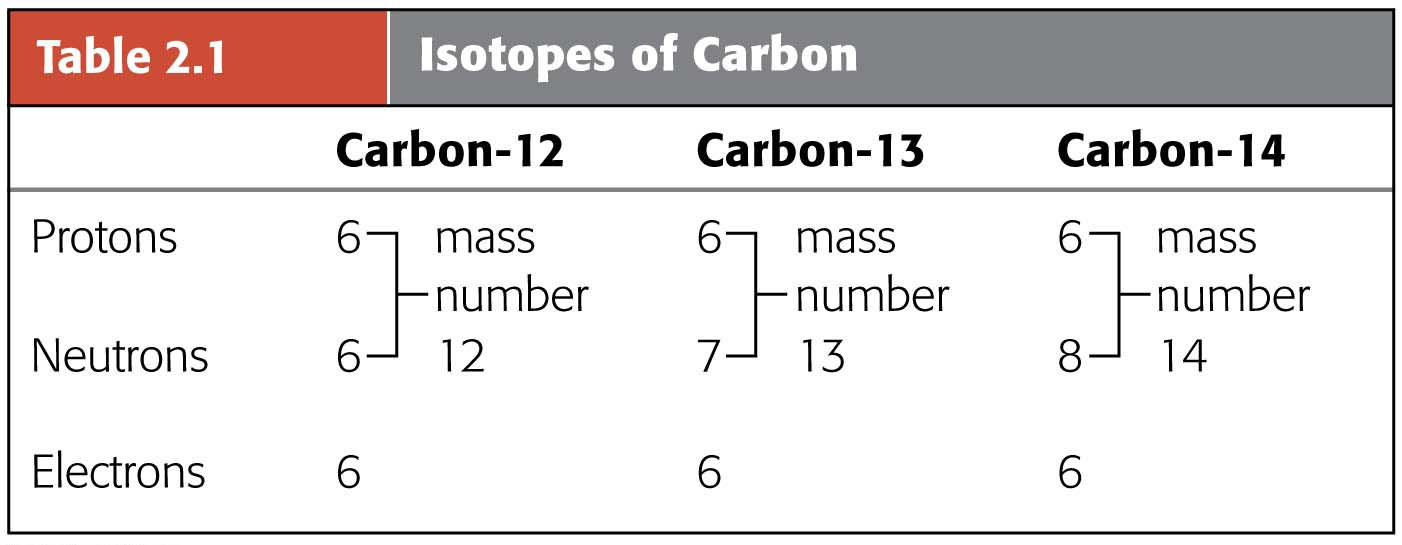 Table 2.1 Isotopes of Carbon
Carbon-12 Carbon-13 Carbon-14
Protons 6 mass 6 mass 6 mass
number number number
Neutrons 6 12 7 13 8 14
Electrons 6 6 6